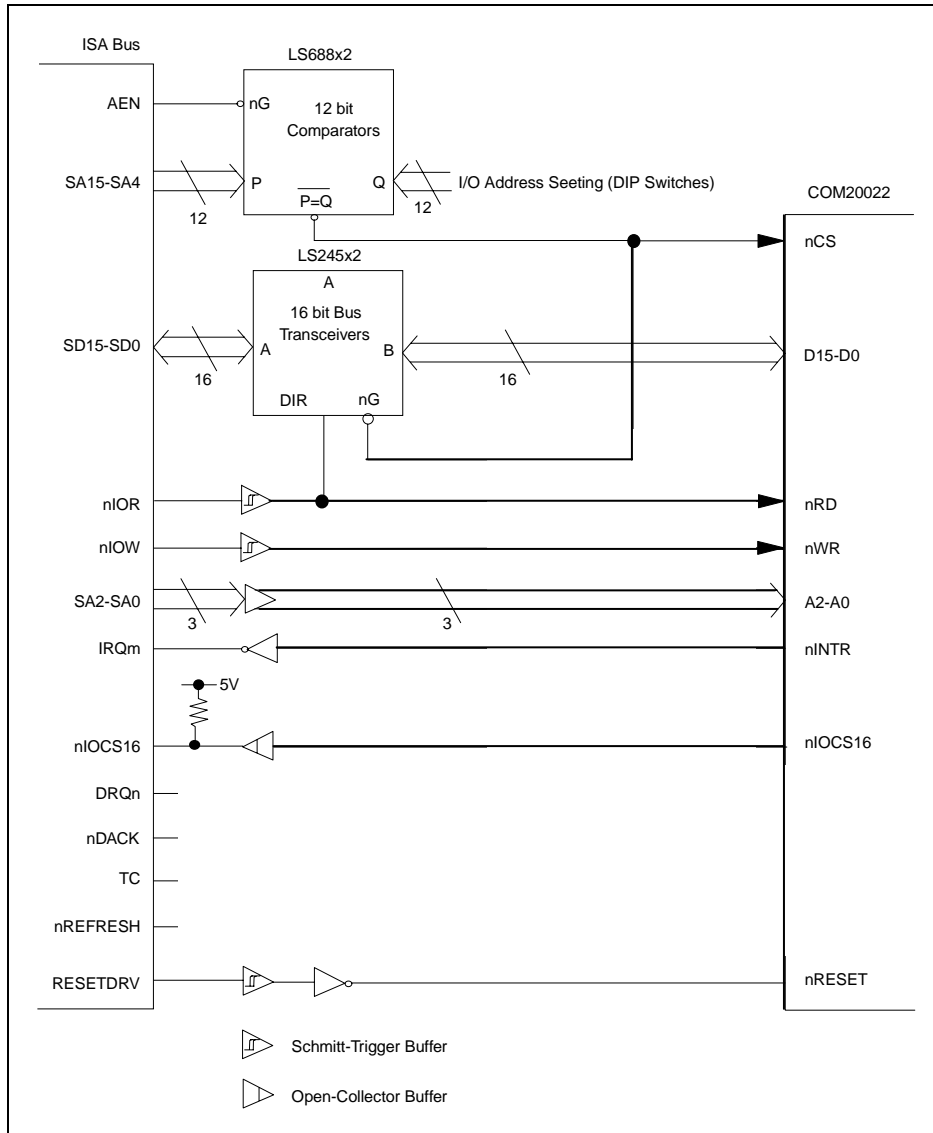 ISA Bus
LS688x2
AEN
nG
12 bit
Comparators
SA15-SA4
12
P
P=Q
Q
12
I/O Address Seeting (DIP Switches)
COM20022
nCS
LS245x2
A
16 bit Bus
Transceivers
SD15-SD0
16
A
B
16
D15-D0
DIR
nG
nIOR
nRD
nIOW
nWR
SA2-SA0
3
3
A2-A0
IRQm
nINTR
5V
nIOCS16
nIOCS16
DRQn
nDACK
TC
nREFRESH
RESETDRV
nRESET
Schmitt-Trigger Buffer
Open-Collector Buffer